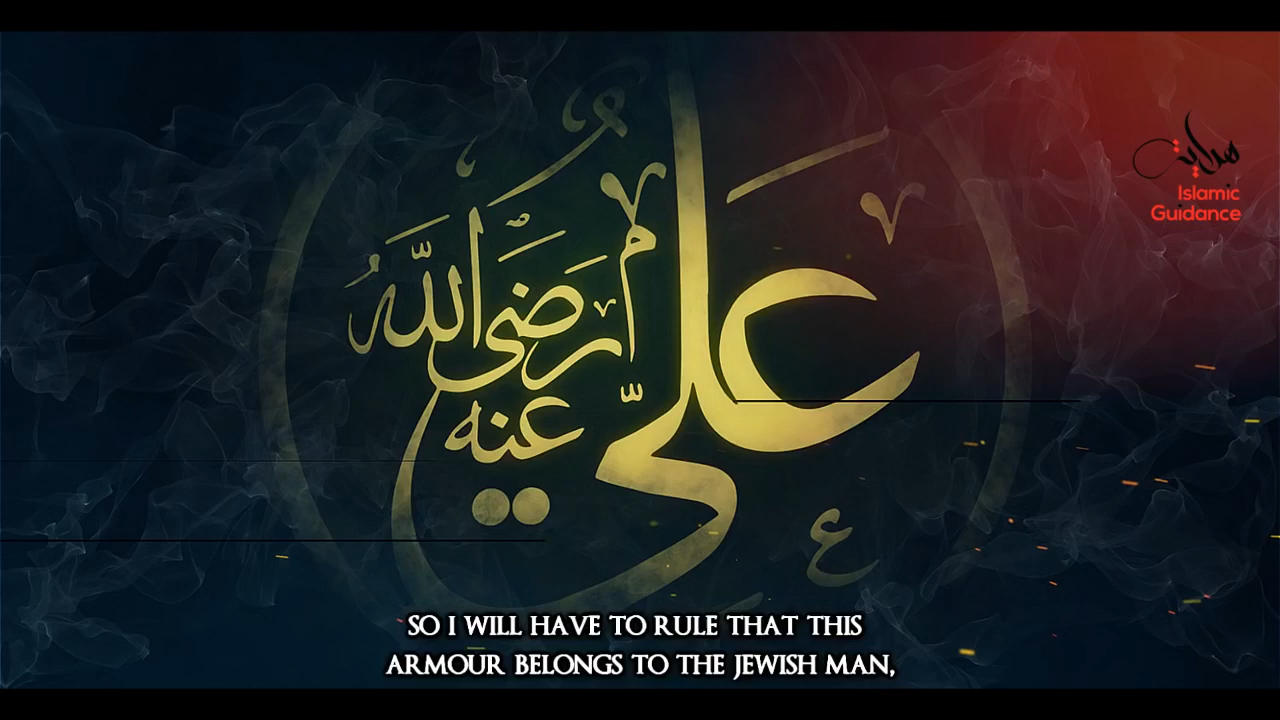 علي رضي الله عنه
هداية
Islamic
Guidance
SO I WILL HAVE TO RULE THAT THIS
ARMOUR BELONGS TO THE JEWISH MAN,